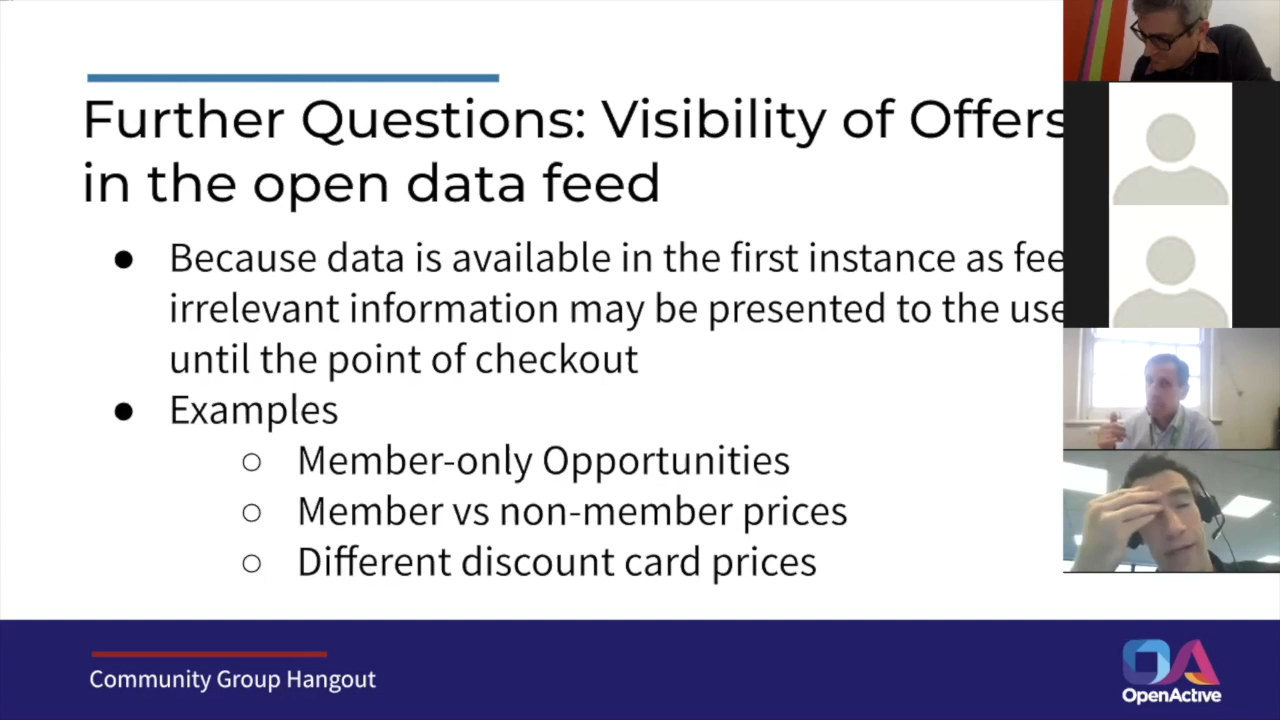 Further Questions: Visibility of Offers
in the open data feed
● Because data is available in the first instance as fee
irrelevant information may be presented to the use
until the point of checkout
● Examples
○ Member-only Opportunities
○ Member vs non-member prices
○ Different discount card prices
Community Group Hangout
OpenActive